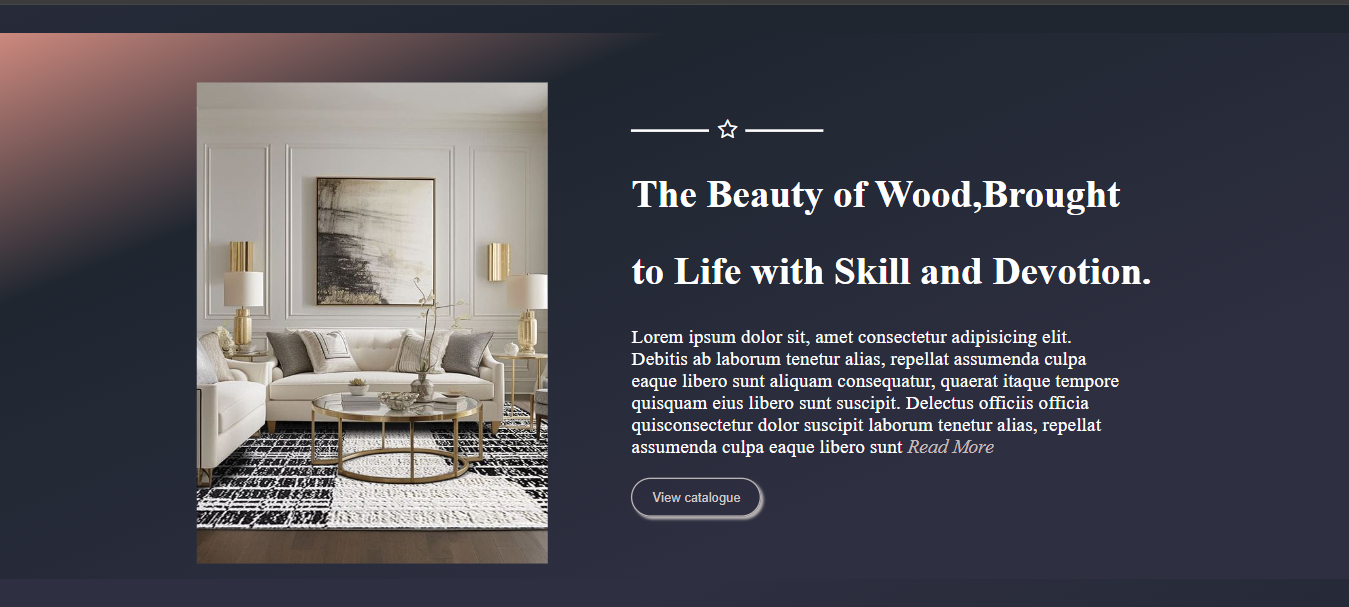 The Beauty of Wood,Brought
to Life with Skill and Devotion.
Lorem ipsum dolor sit, amet consectetur adipisicing elit.
Debitis ab laborum tenetur alias, repellat assumenda culpa
eaque libero sunt aliquam consequatur, quaerat itaque tempore
quisquam eius libero sunt suscipit. Delectus officiis officia
quisconsectetur dolor suscipit laborum tenetur alias, repellat
assumenda culpa eaque libero sunt Read More
View catalogue